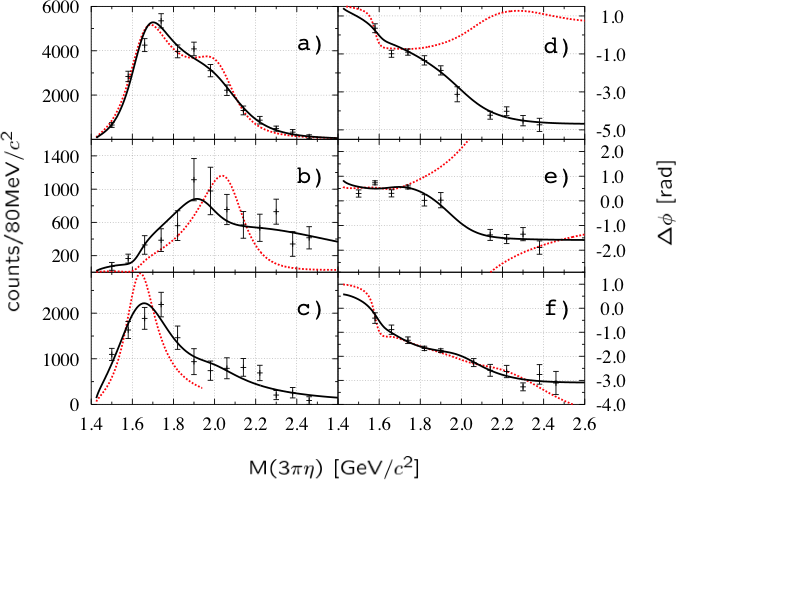 6000
4000
2000
a)
1.0
-1.0
-3.0
-5.0
d)
1400
1000
600
200
b)
2.0
1.0
0.0
-1.0
-2.0
e)
2000
1000
0
c)
1.0
0.0
-1.0
-2.0
-3.0
-4.0
f)
1.4 1.6 1.8 2.0 2.2 2.4 1.4 1.6 1.8 2.0 2.2 2.4 2.6
M(3πη) [GeV/c²]
counts/80MeV/c²
Δϕ [rad]